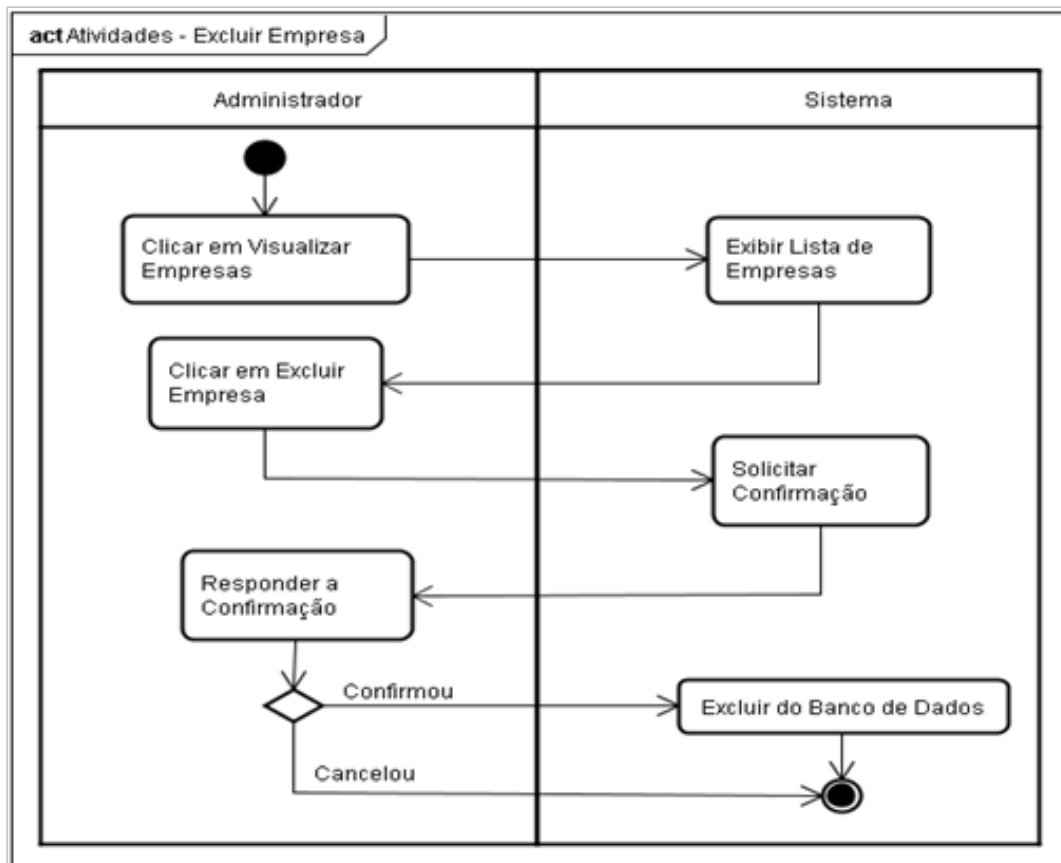 act Atividades - Excluir Empresa
Administrador
Sistema
Clicar em Visualizar
Empresas
Exibir Lista de
Empresas
Clicar em Excluir
Empresa
Solicitar
Confirmação
Responder a
Confirmação
Confirmou
Excluir do Banco de Dados
Cancelou